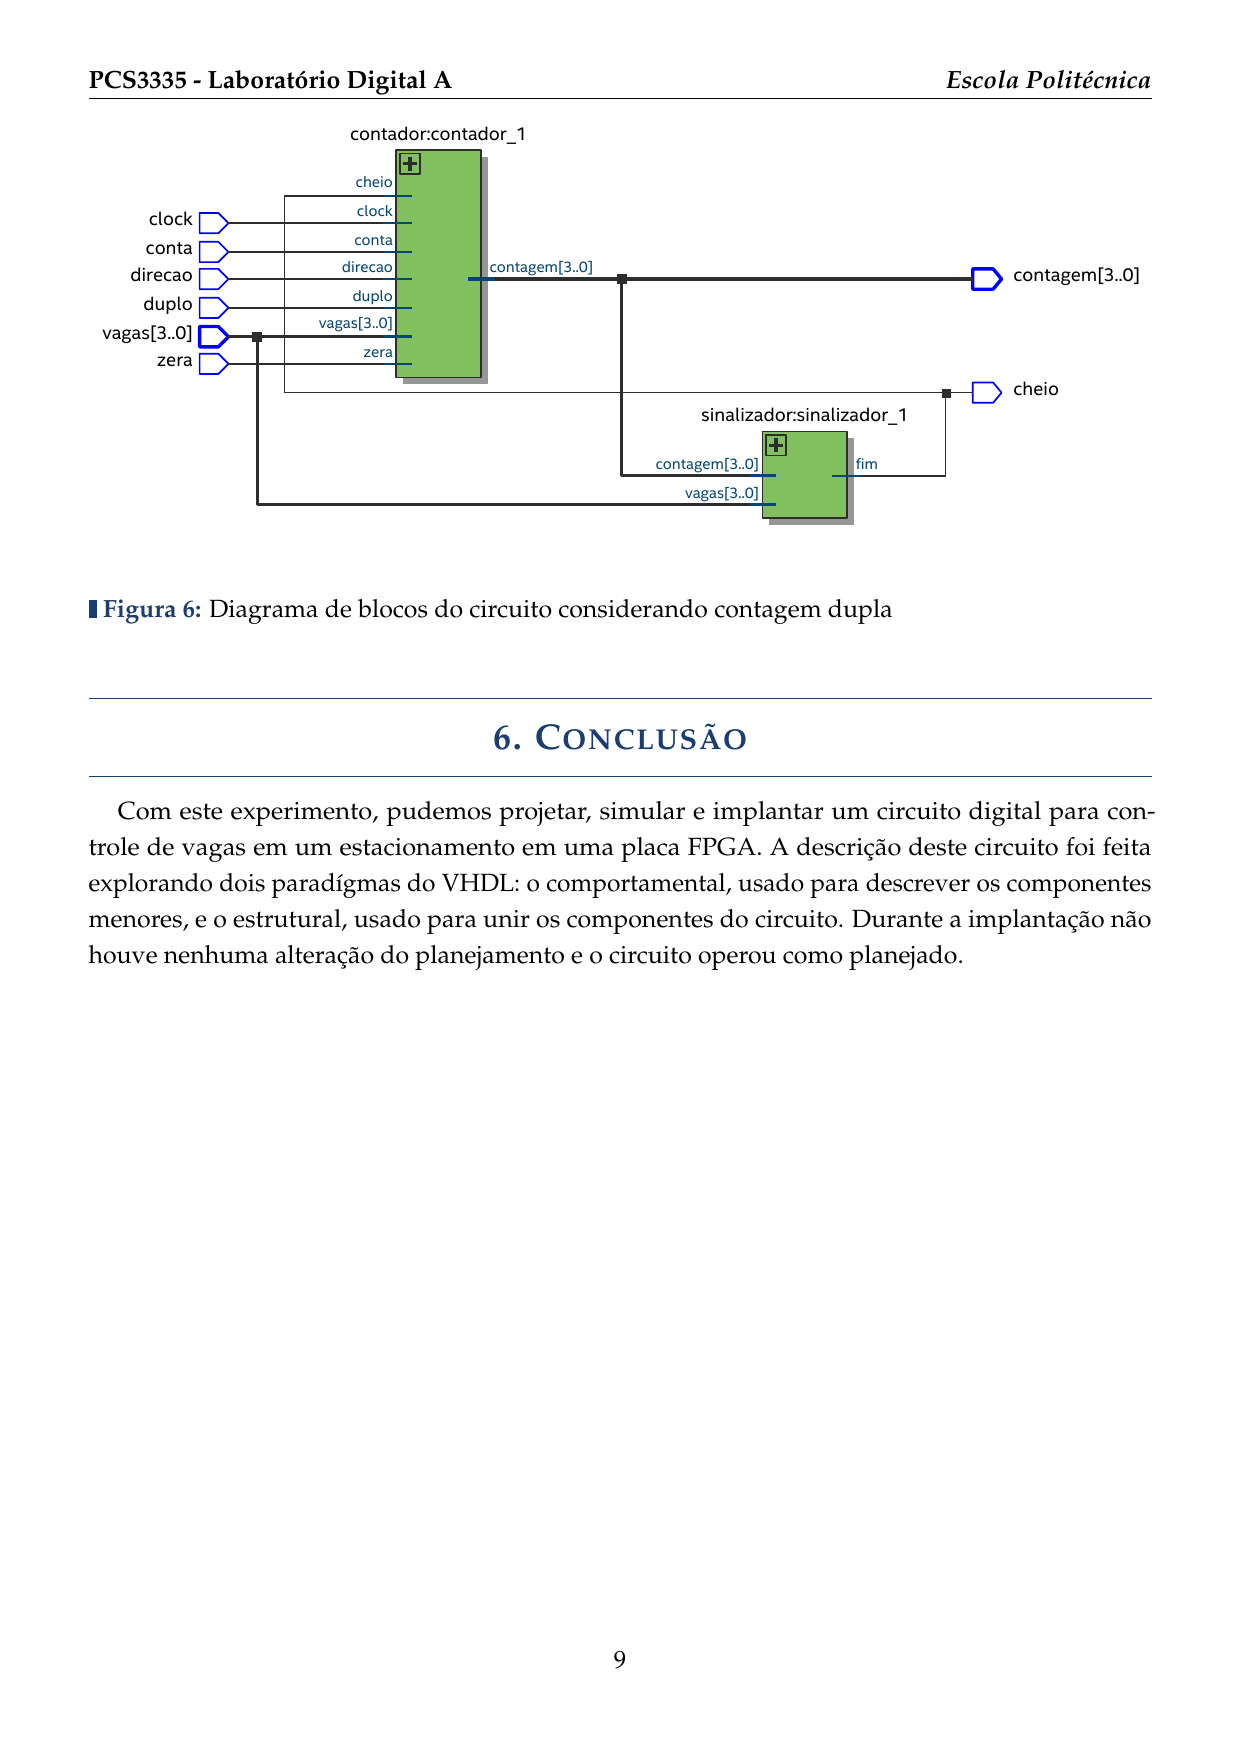 PCS3335 - Laboratório Digital A Escola Politécnica
contador:contador_1
cheio
clock clock
conta conta
direcao direcao contagem[3..0] contagem[3..0]
duplo duplo
vagas[3..0] vagas[3..0]
zera zera
cheio
sinalizador:sinalizador_1
contagem[3..0] fim
vagas[3..0]
Figura 6: Diagrama de blocos do circuito considerando contagem dupla
6. CONCLUSÃO
Com este experimento, pudemos projetar, simular e implantar um circuito digital para con-
trole de vagas em um estacionamento em uma placa FPGA. A descrição deste circuito foi feita
explorando dois paradígmas do VHDL: o comportamental, usado para descrever os componentes
menores, e o estrutural, usado para unir os componentes do circuito. Durante a implantação não
houve nenhuma alteração do planejamento e o circuito operou como planejado.
9